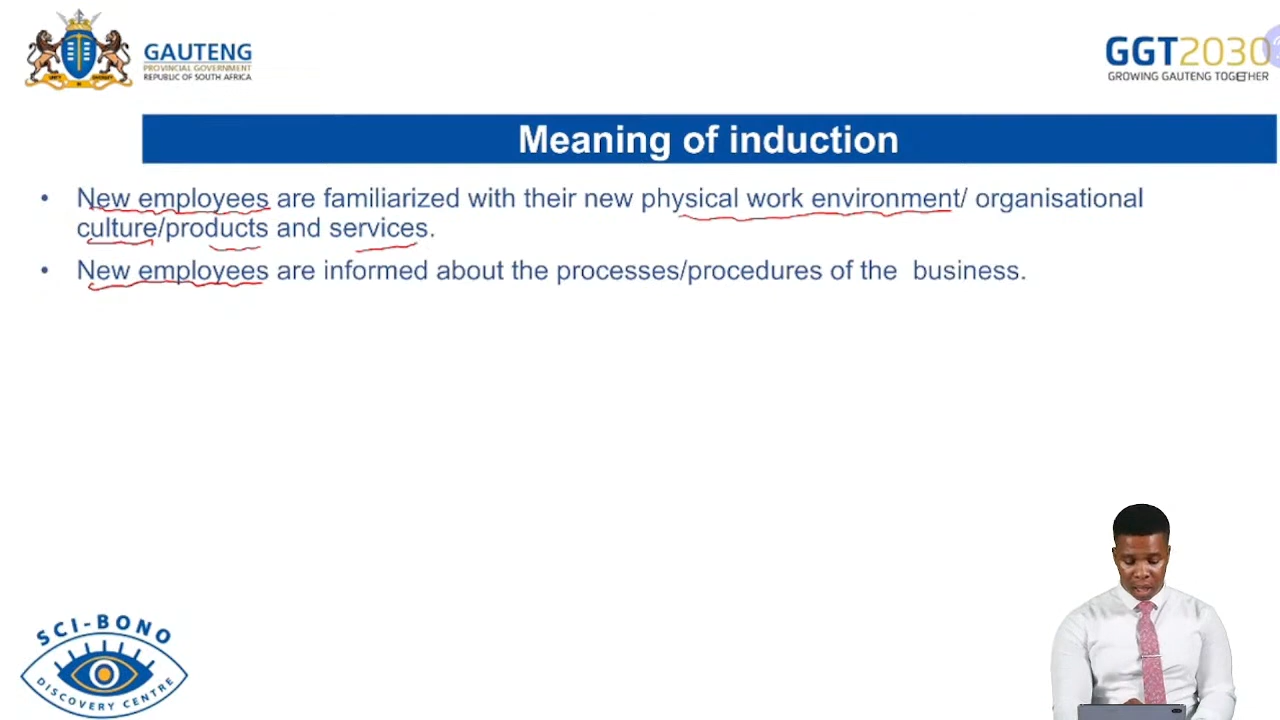 GAUTENG
PROVINCIAL GOVERNMENT
REPUBLIC OF SOUTH AFRICA
GGT2030
GROWING GAUTENG TOGETHER
Meaning of induction
• New employees are familiarized with their new physical work environment/ organisational
culture/products and services.
• New employees are informed about the processes/procedures of the business.
SCI-BONO
DISCOVERY CENTRE